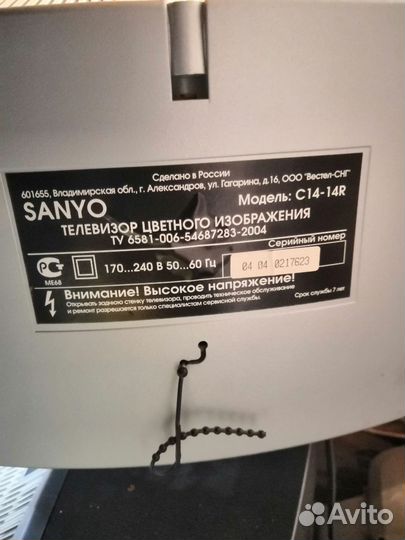 Сделано в России
601655, Владимирская обл., г. Александров, ул. Гагарина, д.16, ООО "Вестел-СНГ"
SANYO Модель: C14-14R
ТЕЛЕВИЗОР ЦВЕТНОГО ИЗОБРАЖЕНИЯ
ТУ 6581-006-54687283-2004
Серийный номер
МЕ68
170...240 В 50...60 Гц
04 04 0217623
Внимание! Высокое напряжение!
Открывать заднюю стенку телевизора, проводить техническое обслуживание
и ремонт разрешается только специалистам сервисной службы.
Срок службы 7 лет
Avito